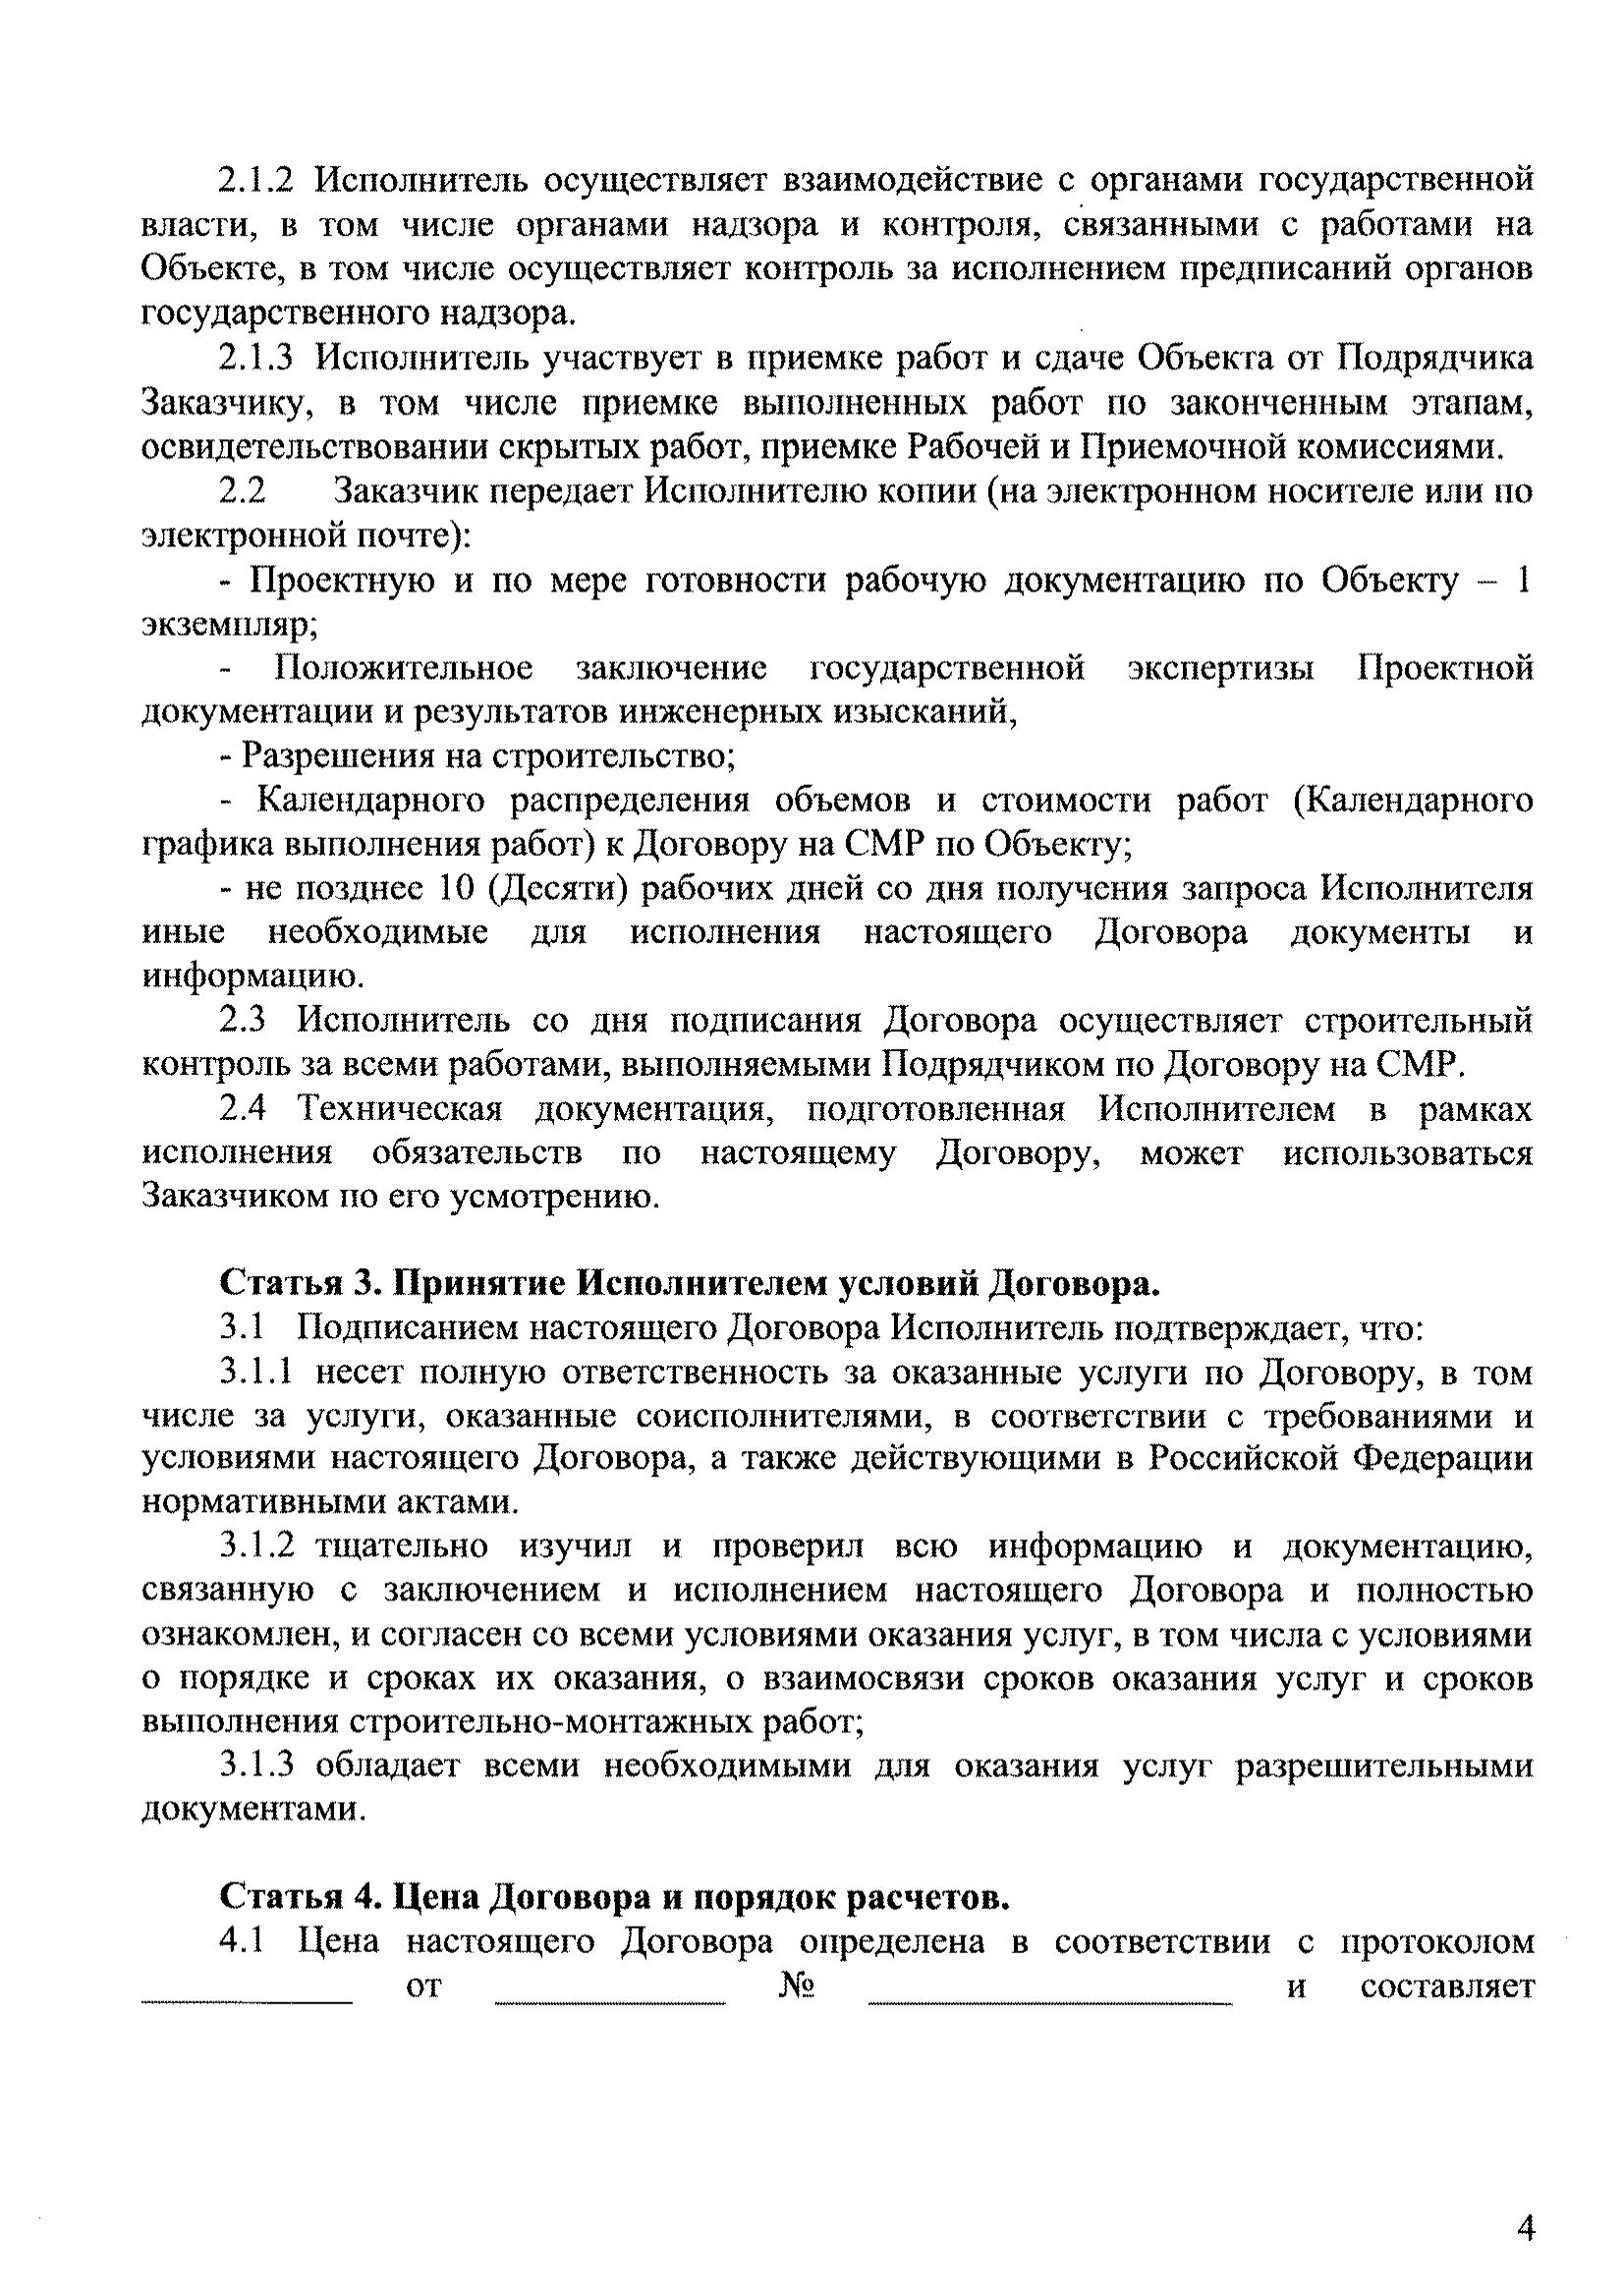 2.1.2 Исполнитель осуществляет взаимодействие с органами государственной
власти, в том числе органами надзора и контроля, связанными с работами на
Объекте, в том числе осуществляет контроль за исполнением предписаний органов
государственного надзора.
2.1.3 Исполнитель участвует в приемке работ и сдаче Объекта от Подрядчика
Заказчику, в том числе приемке выполненных работ по законченным этапам,
освидетельствовании скрытых работ, приемке Рабочей и Приемочной комиссиями.
2.2 Заказчик передает Исполнителю копии (на электронном носителе или по
электронной почте):
- Проектную и по мере готовности рабочую документацию по Объекту – 1
экземпляр;
- Положительное заключение государственной экспертизы Проектной
документации и результатов инженерных изысканий,
- Разрешения на строительство;
- Календарного распределения объемов и стоимости работ (Календарного
графика выполнения работ) к Договору на СМР по Объекту;
- не позднее 10 (Десяти) рабочих дней со дня получения запроса Исполнителя
иные необходимые для исполнения настоящего Договора документы и
информацию.
2.3 Исполнитель со дня подписания Договора осуществляет строительный
контроль за всеми работами, выполняемыми Подрядчиком по Договору на СМР.
2.4 Техническая документация, подготовленная Исполнителем в рамках
исполнения обязательств по настоящему Договору, может использоваться
Заказчиком по его усмотрению.
Статья 3. Принятие Исполнителем условий Договора.
3.1 Подписанием настоящего Договора Исполнитель подтверждает, что:
3.1.1 несет полную ответственность за оказанные услуги по Договору, в том
числе за услуги, оказанные соисполнителями, в соответствии с требованиями и
условиями настоящего Договора, а также действующими в Российской Федерации
нормативными актами.
3.1.2 тщательно изучил и проверил всю информацию и документацию,
связанную с заключением и исполнением настоящего Договора и полностью
ознакомлен, и согласен со всеми условиями оказания услуг, в том числа с условиями
о порядке и сроках их оказания, о взаимосвязи сроков оказания услуг и сроков
выполнения строительно-монтажных работ;
3.1.3 обладает всеми необходимыми для оказания услуг разрешительными
документами.
Статья 4. Цена Договора и порядок расчетов.
4.1 Цена настоящего Договора определена в соответствии с протоколом
___________ от ____________ № ___________________ и составляет
4